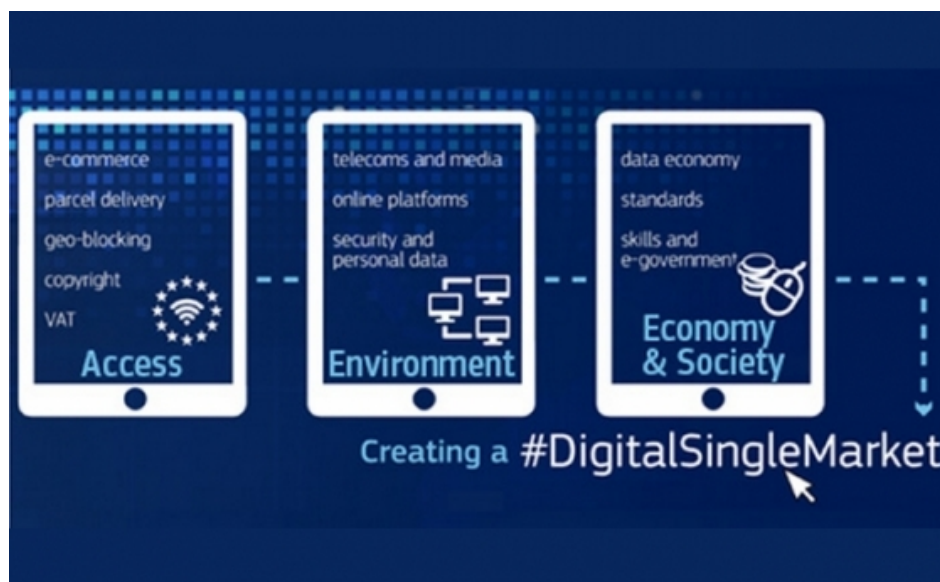 e-commerce
parcel delivery
geo-blocking
copyright
VAT
Access
telecoms and media
online platforms
security and
personal data
Environment
data economy
standards
skills and
e-government
Economy
& Society
Creating a #DigitalSingleMarket